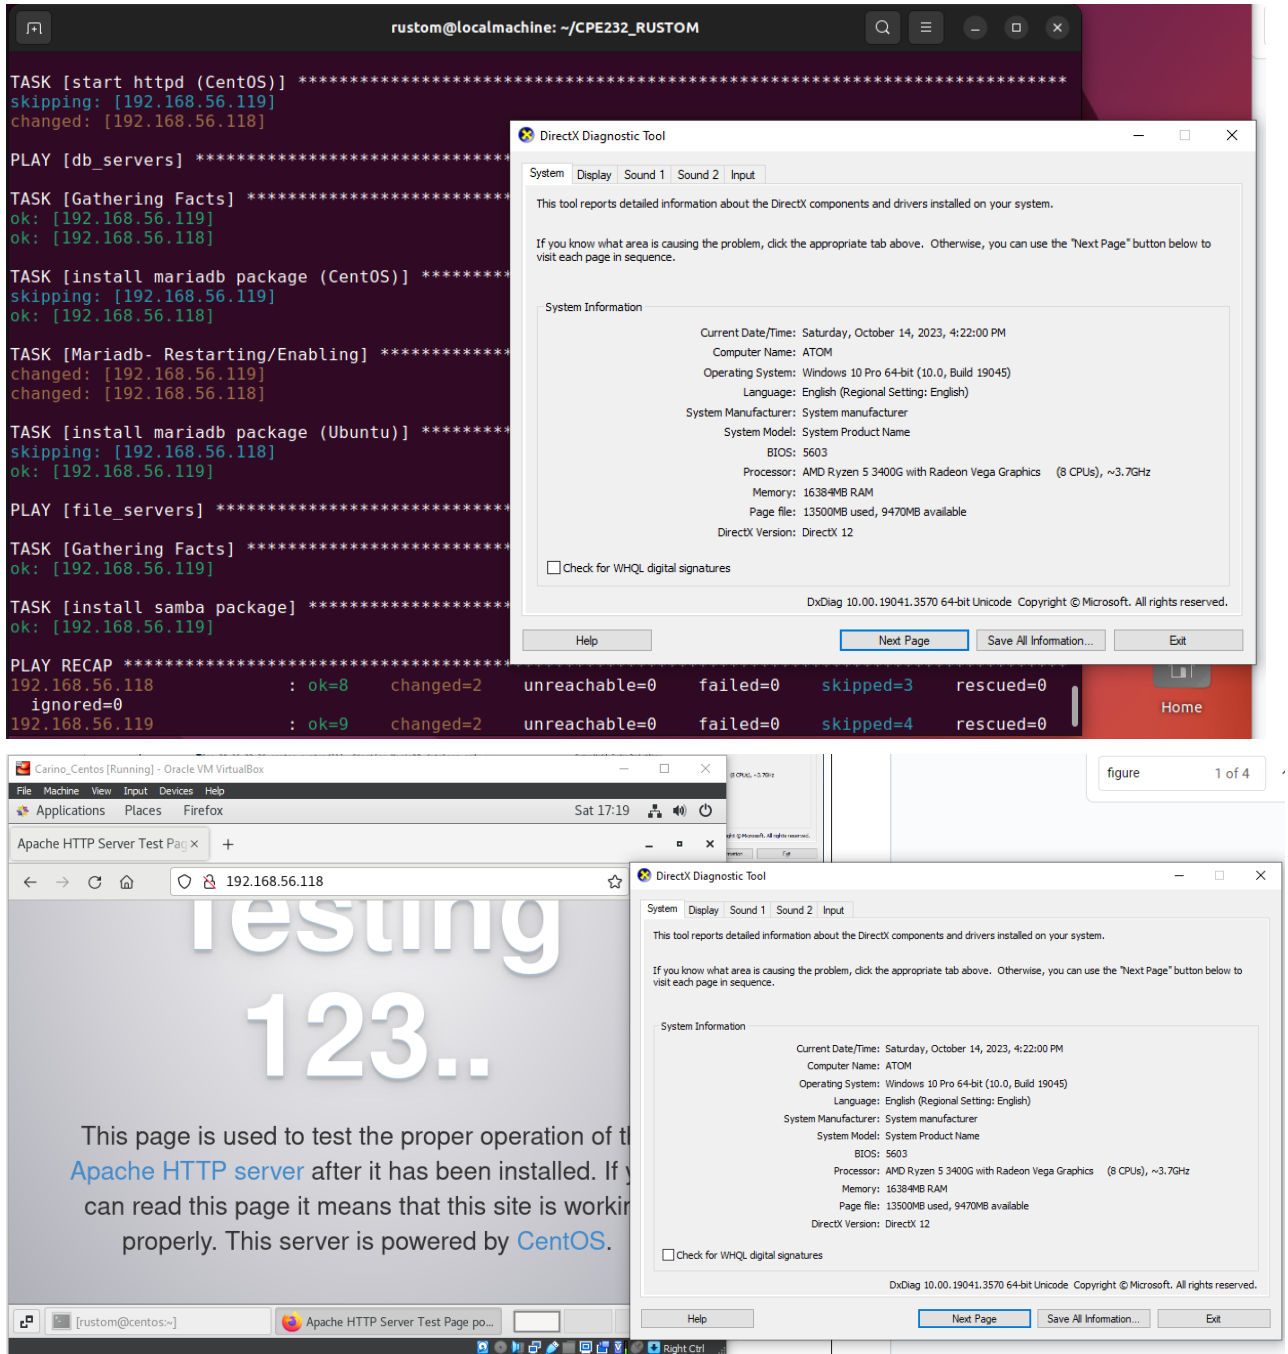 rustom@localmachine: ~/CPE232_RUSTOM
TASK [start httpd (CentOS)] ***************************************************************************
skipping: [192.168.56.119]
changed: [192.168.56.118]
PLAY [db_servers] *******************************
TASK [Gathering Facts] **************************
ok: [192.168.56.119]
ok: [192.168.56.118]
TASK [install mariadb package (CentOS)] *********
skipping: [192.168.56.119]
ok: [192.168.56.118]
TASK [Mariadb- Restarting/Enabling] *************
changed: [192.168.56.119]
changed: [192.168.56.118]
TASK [install mariadb package (Ubuntu)] *********
skipping: [192.168.56.118]
ok: [192.168.56.119]
PLAY [file_servers] *****************************
TASK [Gathering Facts] **************************
ok: [192.168.56.119]
TASK [install samba package] ********************
ok: [192.168.56.119]
PLAY RECAP ********************************************************************************************
192.168.56.118 : ok=8 changed=2 unreachable=0 failed=0 skipped=3 rescued=0
ignored=0
192.168.56.119 : ok=9 changed=2 unreachable=0 failed=0 skipped=4 rescued=0
Home
DirectX Diagnostic Tool
System Display Sound 1 Sound 2 Input
This tool reports detailed information about the DirectX components and drivers installed on your system.
If you know what area is causing the problem, click the appropriate tab above. Otherwise, you can use the "Next Page" button below to
visit each page in sequence.
System Information
Current Date/Time: Saturday, October 14, 2023, 4:22:00 PM
Computer Name: ATOM
Operating System: Windows 10 Pro 64-bit (10.0, Build 19045)
Language: English (Regional Setting: English)
System Manufacturer: System manufacturer
System Model: System Product Name
BIOS: 5603
Processor: AMD Ryzen 5 3400G with Radeon Vega Graphics (8 CPUs), ~3.7GHz
Memory: 16384MB RAM
Page file: 13500MB used, 9470MB available
DirectX Version: DirectX 12
Check for WHQL digital signatures
DxDiag 10.00.19041.3570 64-bit Unicode Copyright © Microsoft. All rights reserved.
Help Next Page Save All Information... Exit
Carino_Centos [Running] - Oracle VM VirtualBox
File Machine View Input Devices Help
Applications Places Firefox Sat 17:19
Apache HTTP Server Test Pag
192.168.56.118
Testing
123..
This page is used to test the proper operation of th
Apache HTTP server after it has been installed. If y
can read this page it means that this site is workin
properly. This server is powered by CentOS.
[rustom@centos:~] Apache HTTP Server Test Page po...
Right Ctrl
(8 CPUs), ~3.7GHz
Exit
figure 1 of 4
DirectX Diagnostic Tool
System Display Sound 1 Sound 2 Input
This tool reports detailed information about the DirectX components and drivers installed on your system.
If you know what area is causing the problem, click the appropriate tab above. Otherwise, you can use the "Next Page" button below to
visit each page in sequence.
System Information
Current Date/Time: Saturday, October 14, 2023, 4:22:00 PM
Computer Name: ATOM
Operating System: Windows 10 Pro 64-bit (10.0, Build 19045)
Language: English (Regional Setting: English)
System Manufacturer: System manufacturer
System Model: System Product Name
BIOS: 5603
Processor: AMD Ryzen 5 3400G with Radeon Vega Graphics (8 CPUs), ~3.7GHz
Memory: 16384MB RAM
Page file: 13500MB used, 9470MB available
DirectX Version: DirectX 12
Check for WHQL digital signatures
DxDiag 10.00.19041.3570 64-bit Unicode Copyright © Microsoft. All rights reserved.
Help Next Page Save All Information... Exit